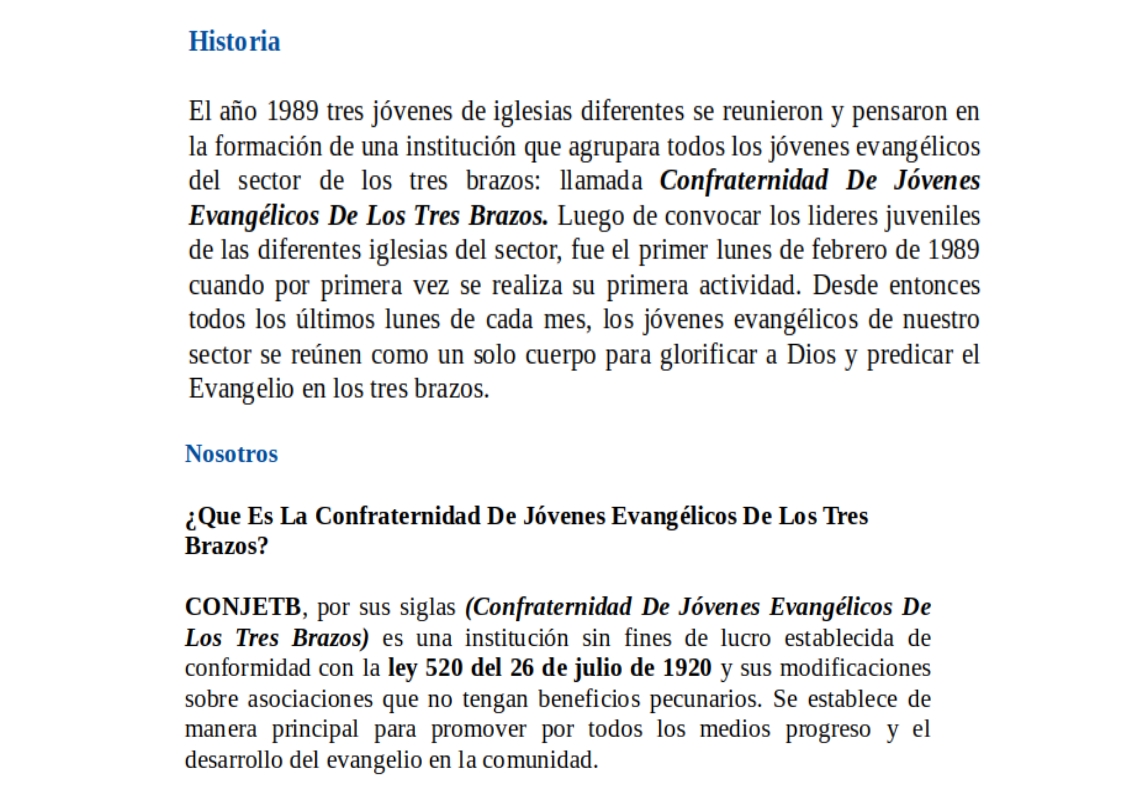 Historia
El año 1989 tres jóvenes de iglesias diferentes se reunieron y pensaron en
la formación de una institución que agrupara todos los jóvenes evangélicos
del sector de los tres brazos: llamada Confraternidad De Jóvenes
Evangélicos De Los Tres Brazos. Luego de convocar los lideres juveniles
de las diferentes iglesias del sector, fue el primer lunes de febrero de 1989
cuando por primera vez se realiza su primera actividad. Desde entonces
todos los últimos lunes de cada mes, los jóvenes evangélicos de nuestro
sector se reúnen como un solo cuerpo para glorificar a Dios y predicar el
Evangelio en los tres brazos.
Nosotros
¿Que Es La Confraternidad De Jóvenes Evangélicos De Los Tres
Brazos?
CONJETB, por sus siglas (Confraternidad De Jóvenes Evangélicos De
Los Tres Brazos) es una institución sin fines de lucro establecida de
conformidad con la ley 520 del 26 de julio de 1920 y sus modificaciones
sobre asociaciones que no tengan beneficios pecunarios. Se establece de
manera principal para promover por todos los medios progreso y el
desarrollo del evangelio en la comunidad.